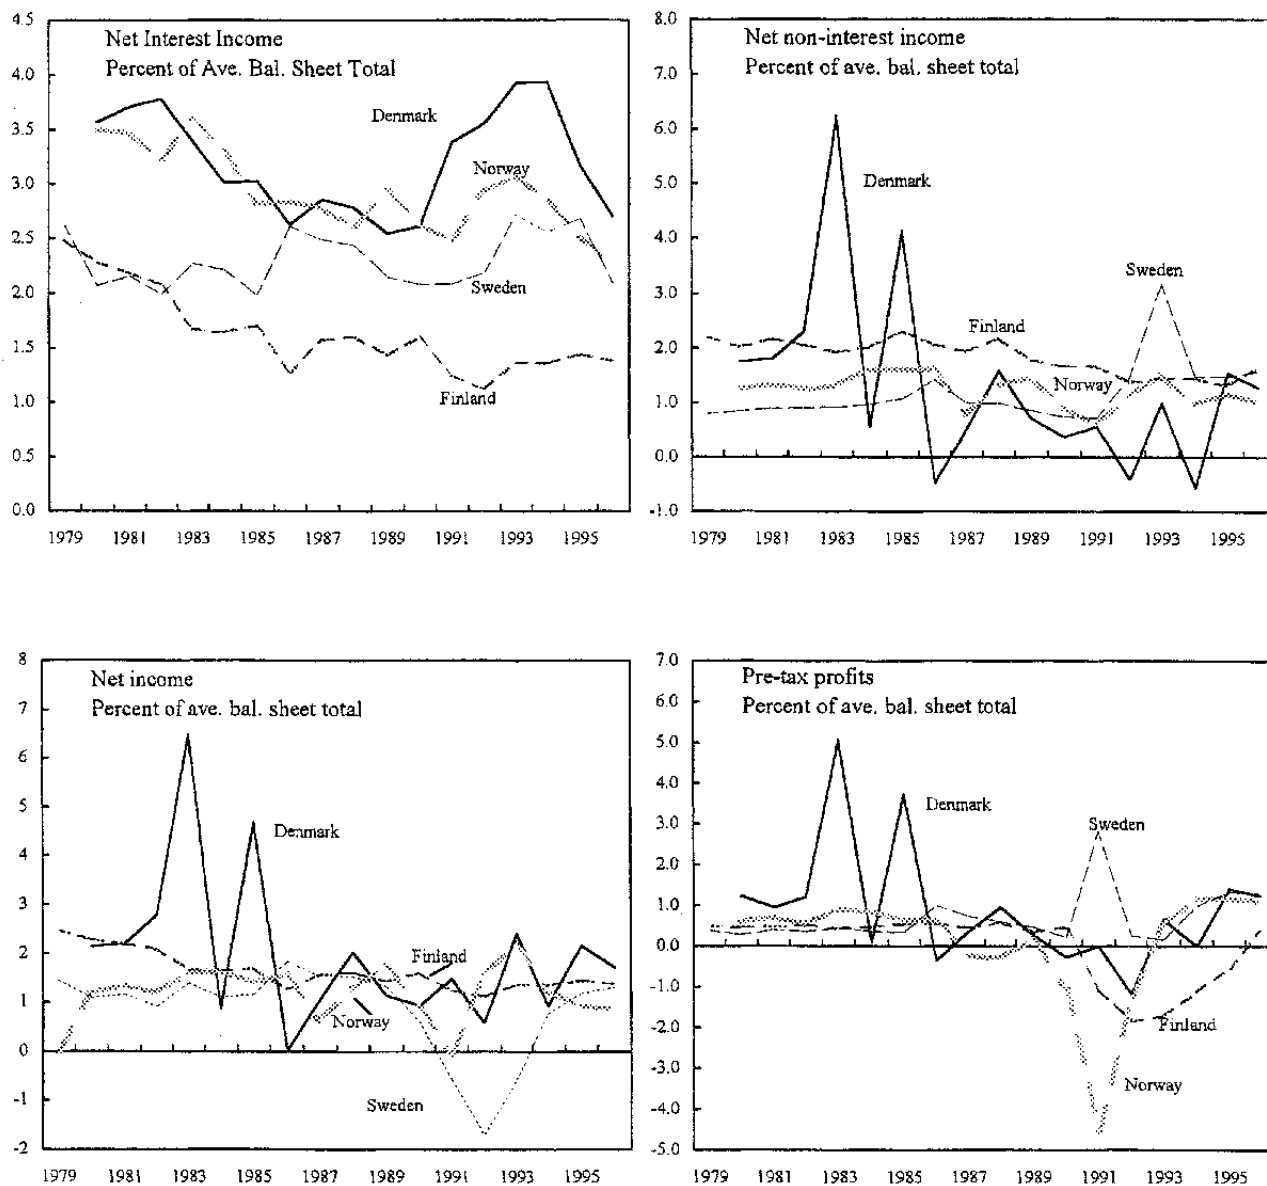 Net Interest Income
Percent of Ave. Bal. Sheet Total
4.5
4.0
3.5
3.0
2.5
2.0
1.5
1.0
0.5
0.0
Denmark
Norway
Sweden
Finland
1979 1981 1983 1985 1987 1989 1991 1993 1995
Net non-interest income
Percent of ave. bal. sheet total
8.0
7.0
6.0
5.0
4.0
3.0
2.0
1.0
0.0
-1.0
Denmark
Sweden
Finland
Norway
1979 1981 1983 1985 1987 1989 1991 1993 1995
Net income
Percent of ave. bal. sheet total
8
7
6
5
4
3
2
1
0
-1
-2
Denmark
Finland
Norway
Sweden
1979 1981 1983 1985 1987 1989 1991 1993 1995
Pre-tax profits
Percent of ave. bal. sheet total
7.0
6.0
5.0
4.0
3.0
2.0
1.0
0.0
-1.0
-2.0
-3.0
-4.0
-5.0
Denmark
Sweden
Finland
Norway
1979 1981 1983 1985 1987 1989 1991 1993 1995